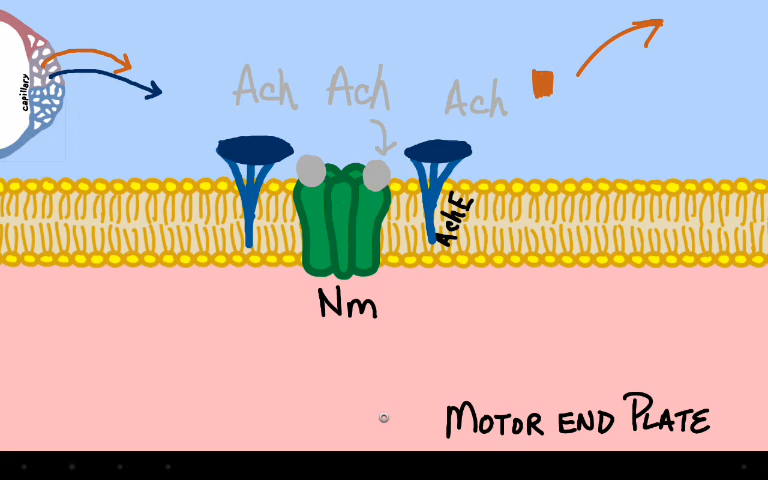 capillary
Ach Ach Ach
AchE
Nm
MOTOR END PLATE